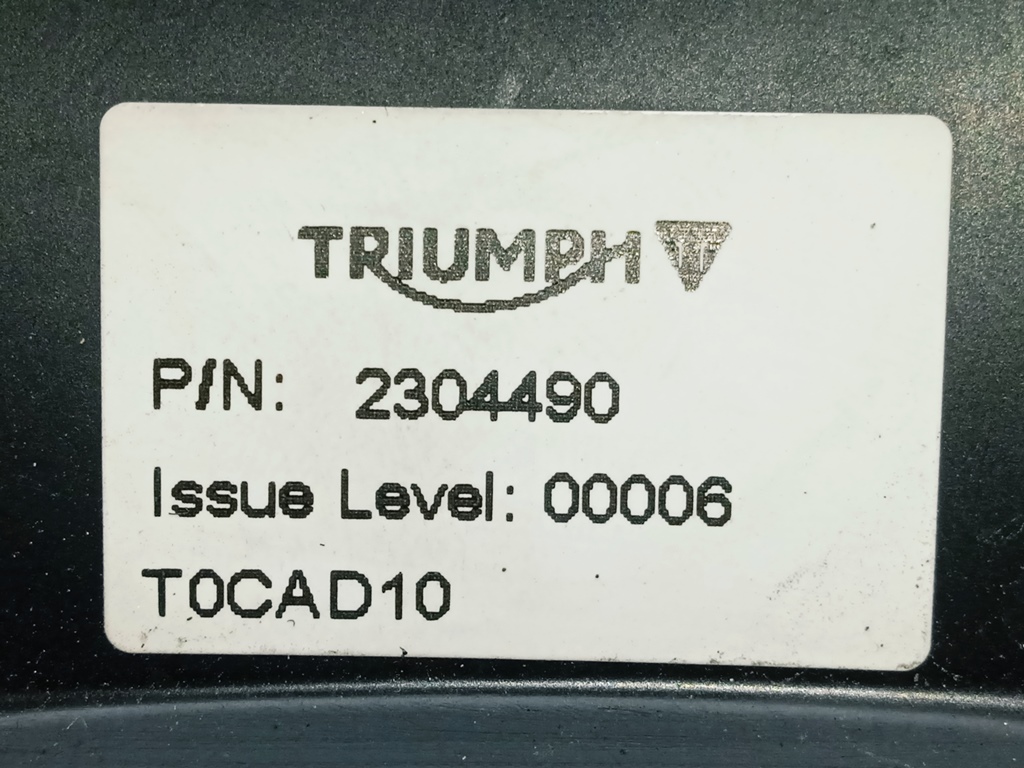 TRIUMPH
P/N: 2304490
Issue Level: 00006
T0CAD10